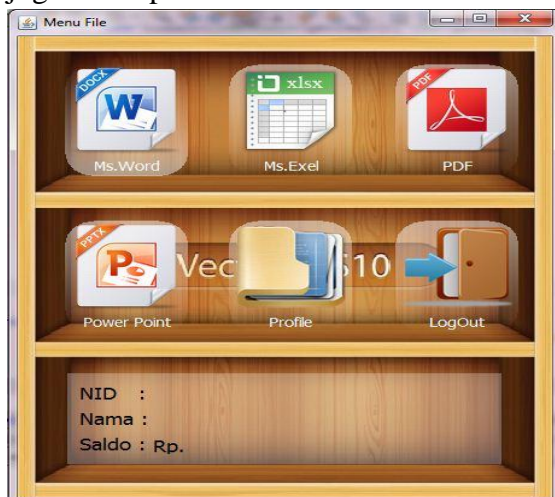 Menu File
DOCX
xlsx
PDF
W
Ms.Word
Ms.Exel
PDF
PPTX
P
Vec 510
Power Point
Profile
LogOut
NID :
Nama :
Saldo : Rp.